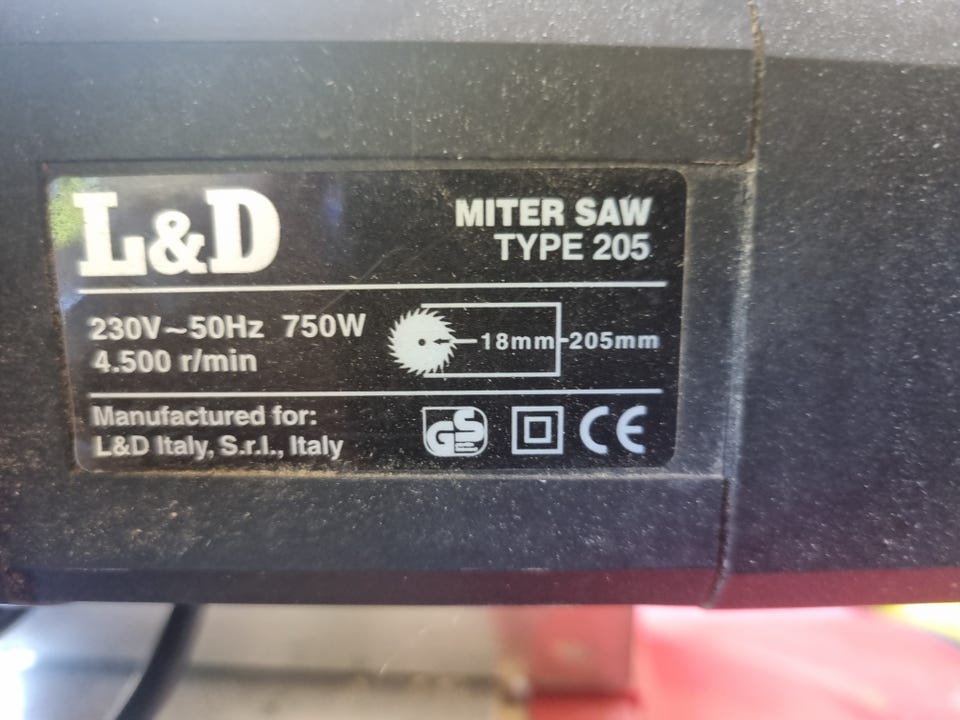 L&D
MITER SAW
TYPE 205
230V~50Hz 750W
4.500 r/min
18mm
205mm
Manufactured for:
L&D Italy, S.r.l., Italy
GS
CE